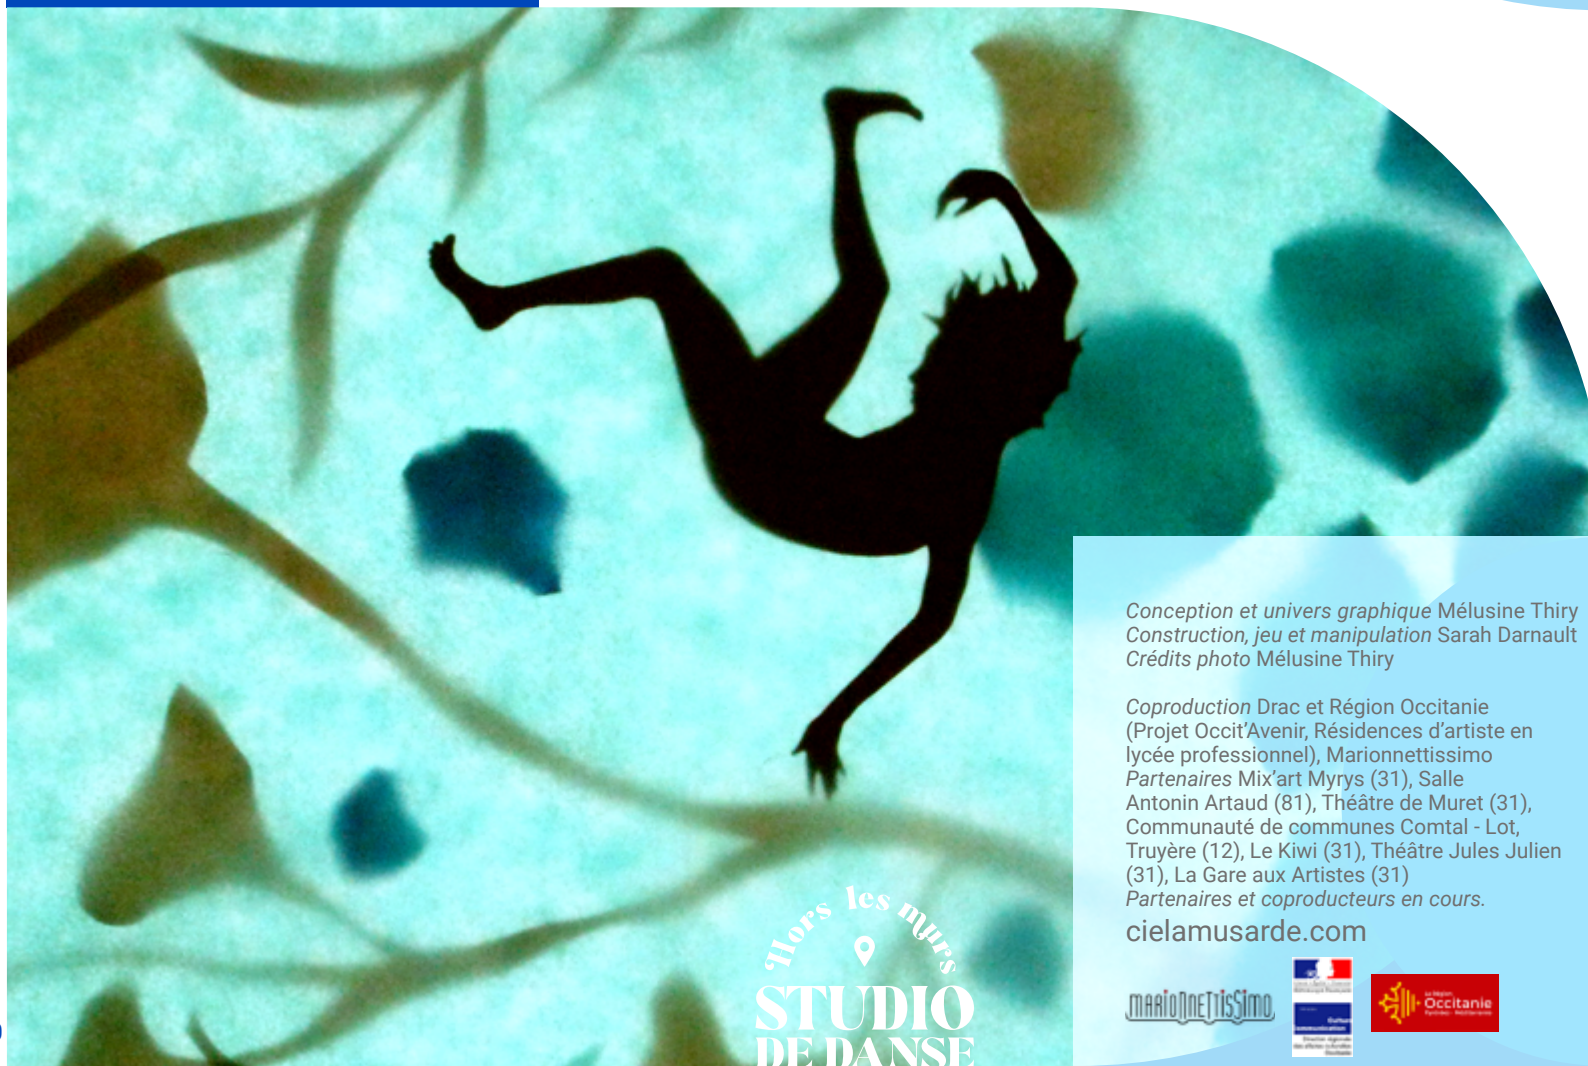 Conception et univers graphique Mélusine Thiry
Construction, jeu et manipulation Sarah Darnault
Crédits photo Mélusine Thiry
Coproduction Drac et Région Occitanie
(Projet Occit'Avenir, Résidences d'artiste en
lycée professionnel), Marionnettissimo
Partenaires Mix'art Myrys (31), Salle
Antonin Artaud (81), Théâtre de Muret (31),
Communauté de communes Comtal - Lot,
Truyère (12), Le Kiwi (31), Théâtre Jules Julien
(31), La Gare aux Artistes (31)
Partenaires et coproducteurs en cours.
cielamusarde.com
Hors les murs
STUDIO
DE DANSE
MARIONNETTISSIMO
La Région
Occitanie
Pyrénées - Méditerranée